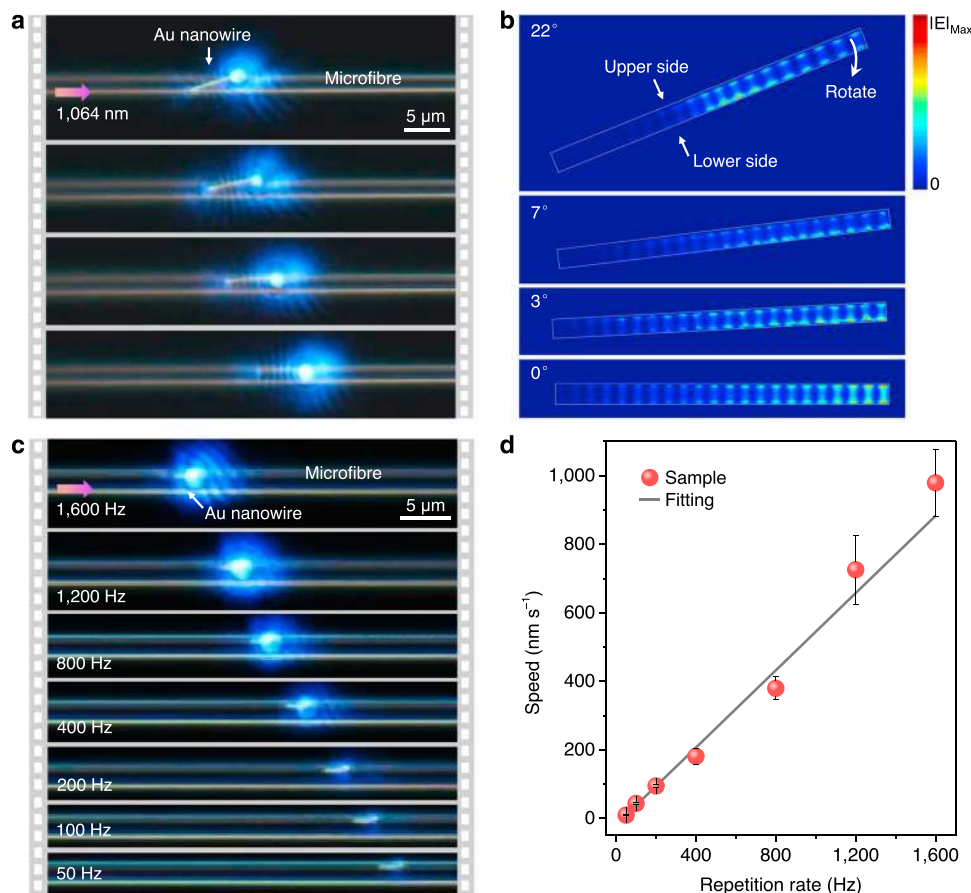 a
Au nanowire
Microfibre
1,064 nm
5 µm
b
22°
Upper side
Lower side
Rotate
|E|Max
0
7°
3°
0°
c
Microfibre
1,600 Hz
Au nanowire
5 µm
1,200 Hz
800 Hz
400 Hz
200 Hz
100 Hz
50 Hz
d
Sample
Fitting
Speed (nm s⁻¹)
1,000
800
600
400
200
0
0 400 800 1,200 1,600
Repetition rate (Hz)